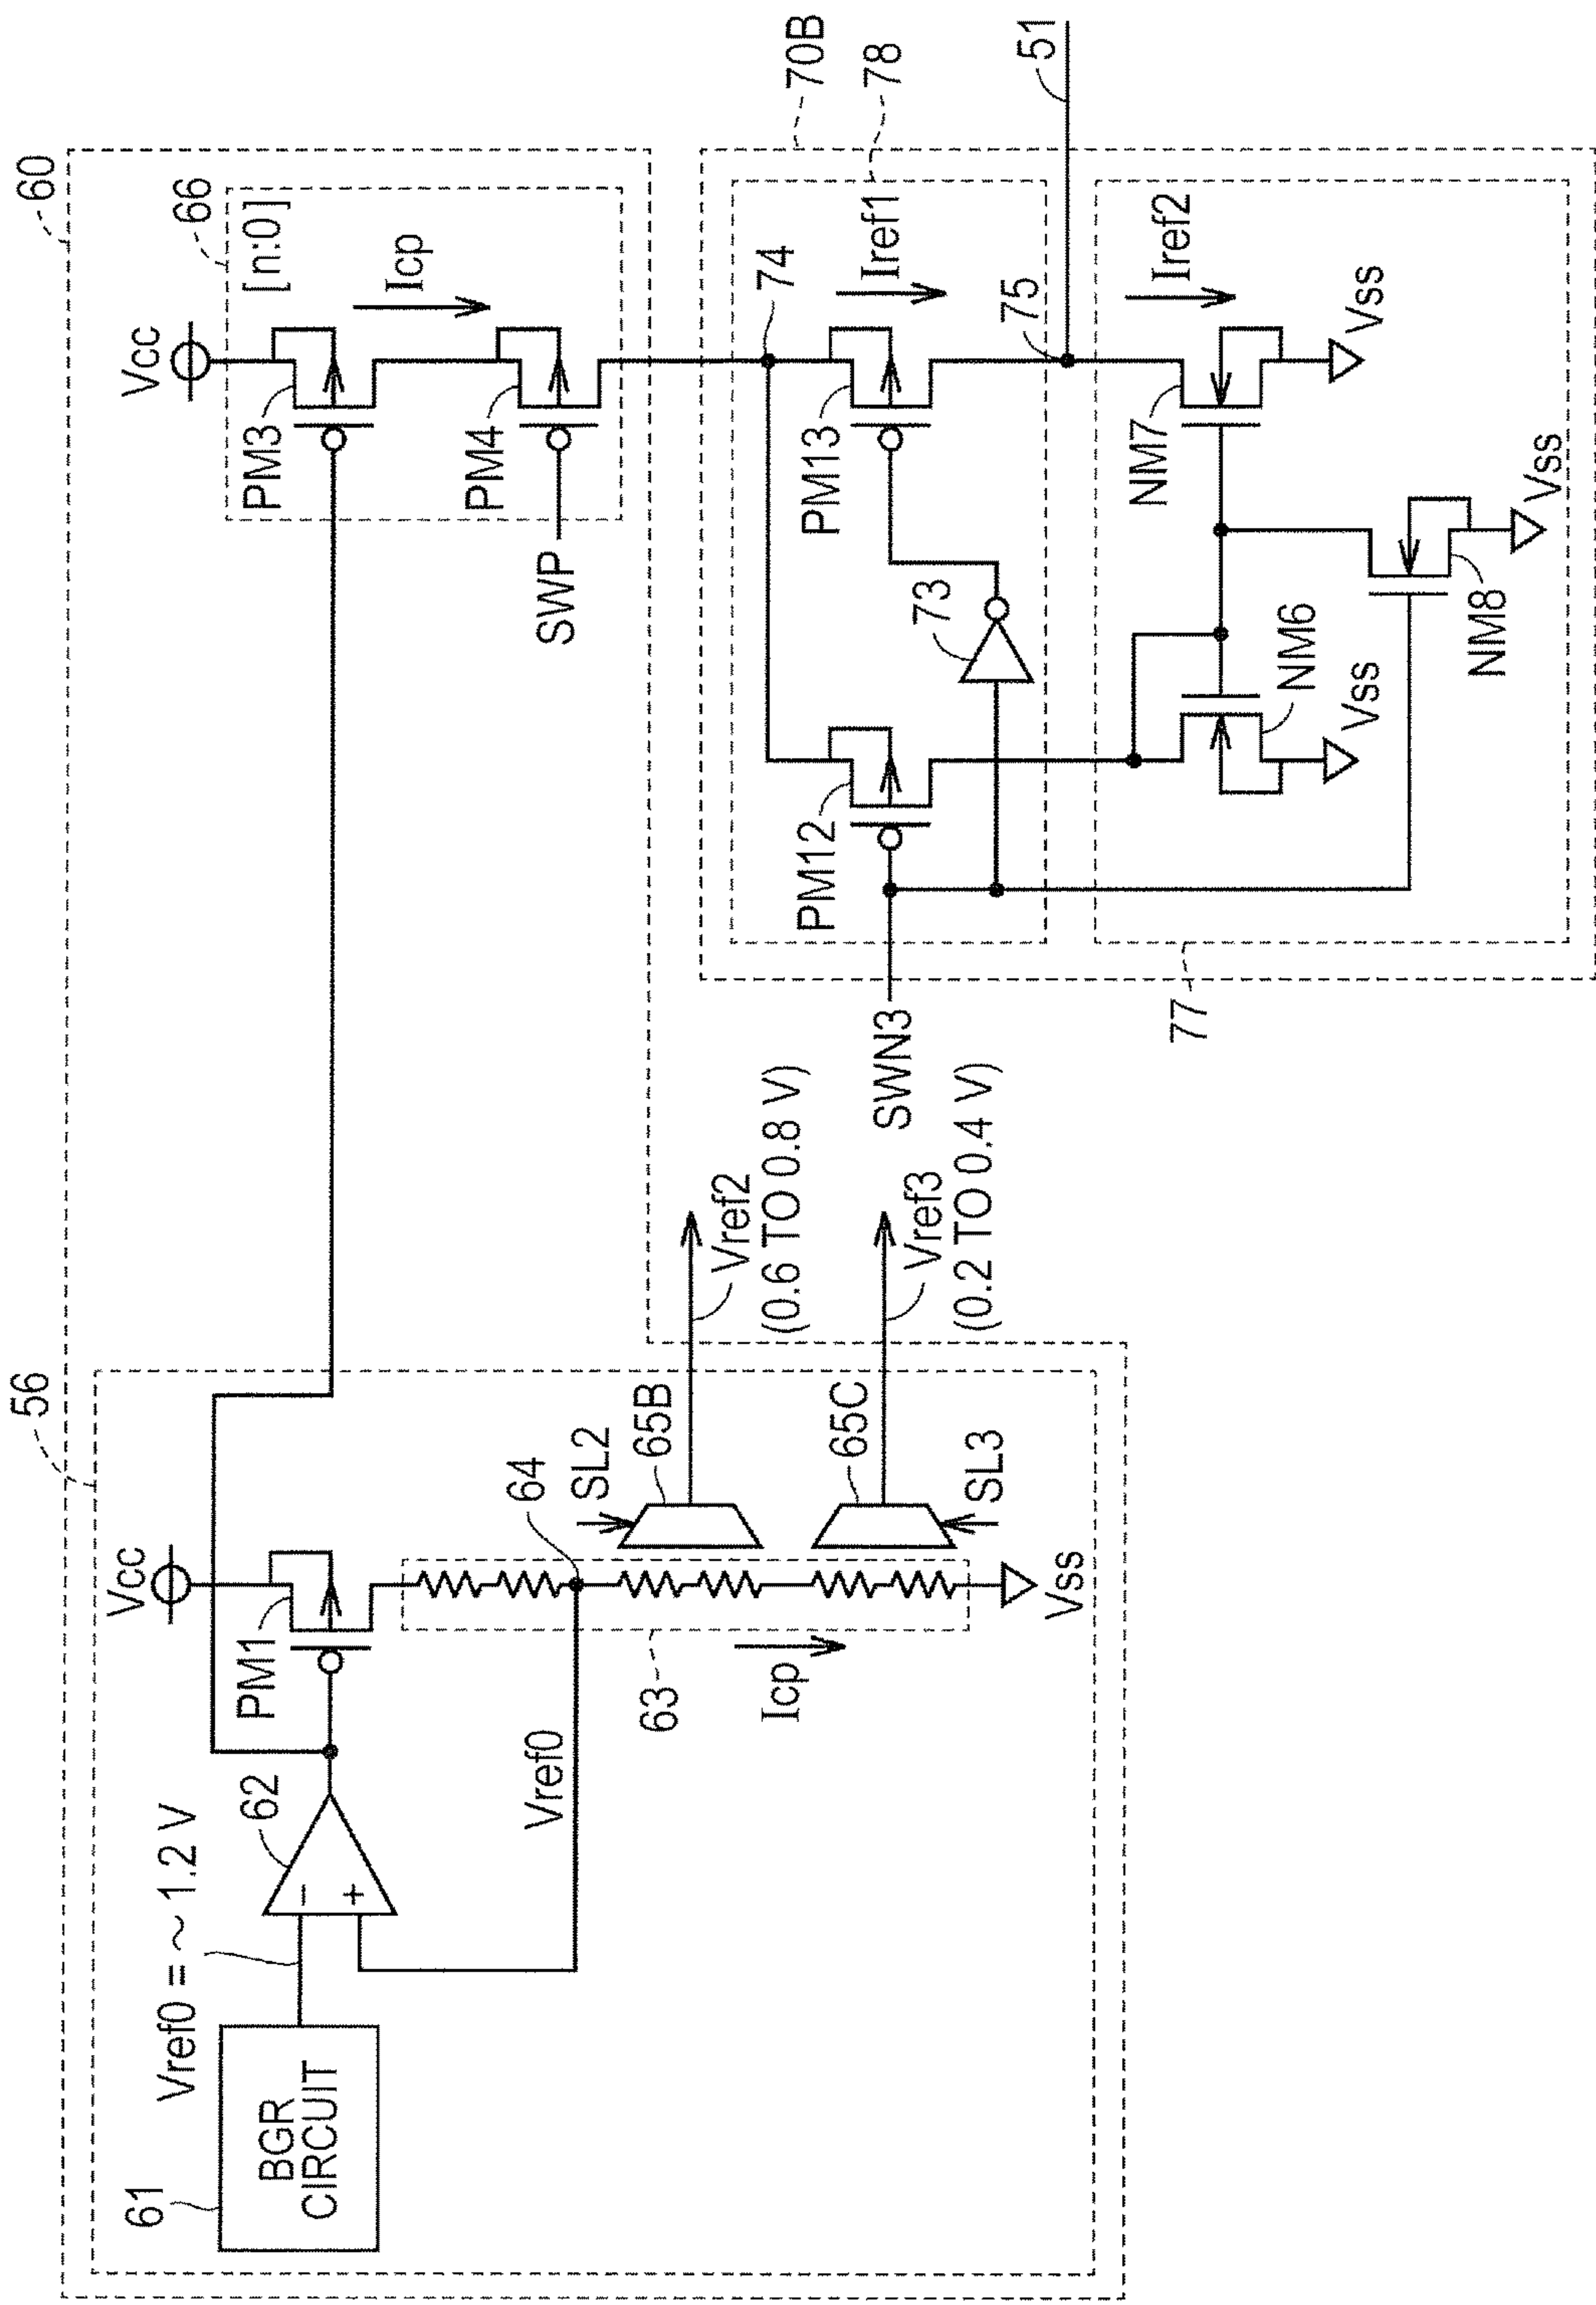 60
56
66
[n:0]
Vcc
PM3
Icp
PM4
SWP
Vcc
PM1
62
Vref0 = ~ 1.2 V
61
BGR
CIRCUIT
−
+
Vref0
64
63
Icp
SL2
65B
Vref2
(0.6 TO 0.8 V)
65C
SL3
Vref3
(0.2 TO 0.4 V)
Vss
70B
78
74
Iref1
PM13
PM12
73
SWN3
75
51
77
Iref2
NM7
Vss
NM6
Vss
NM8
Vss